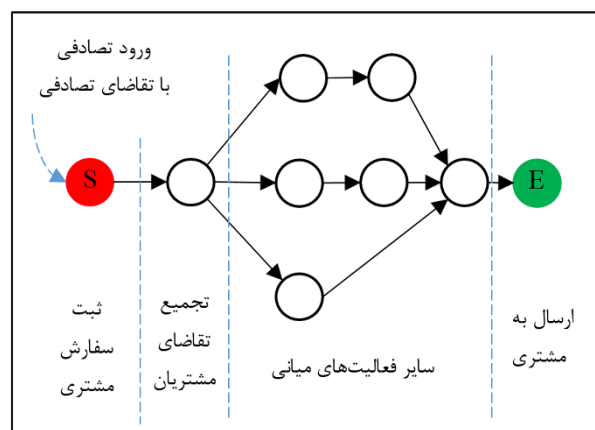 ورود تصادفی
با تقاضای تصادفی
S
E
ثبت
سفارش
مشتری
تجمیع
تقاضای
مشتریان
سایر فعالیت‌های میانی
ارسال به
مشتری